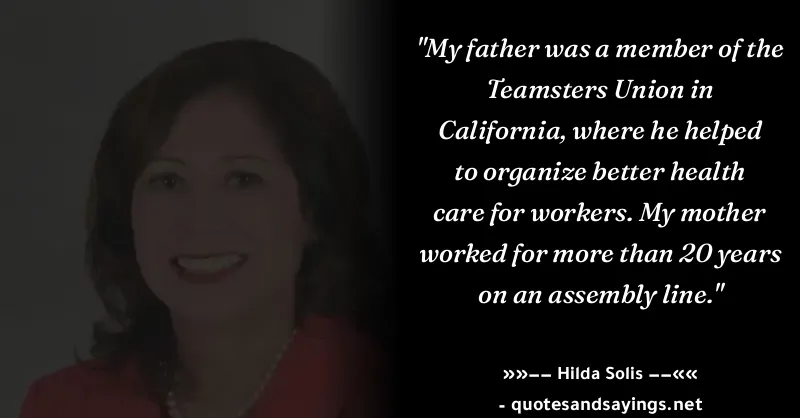 "My father was a member of the
Teamsters Union in
California, where he helped
to organize better health
care for workers. My mother
worked for more than 20 years
on an assembly line."
»»−− Hilda Solis −−««
- quotesandsayings.net